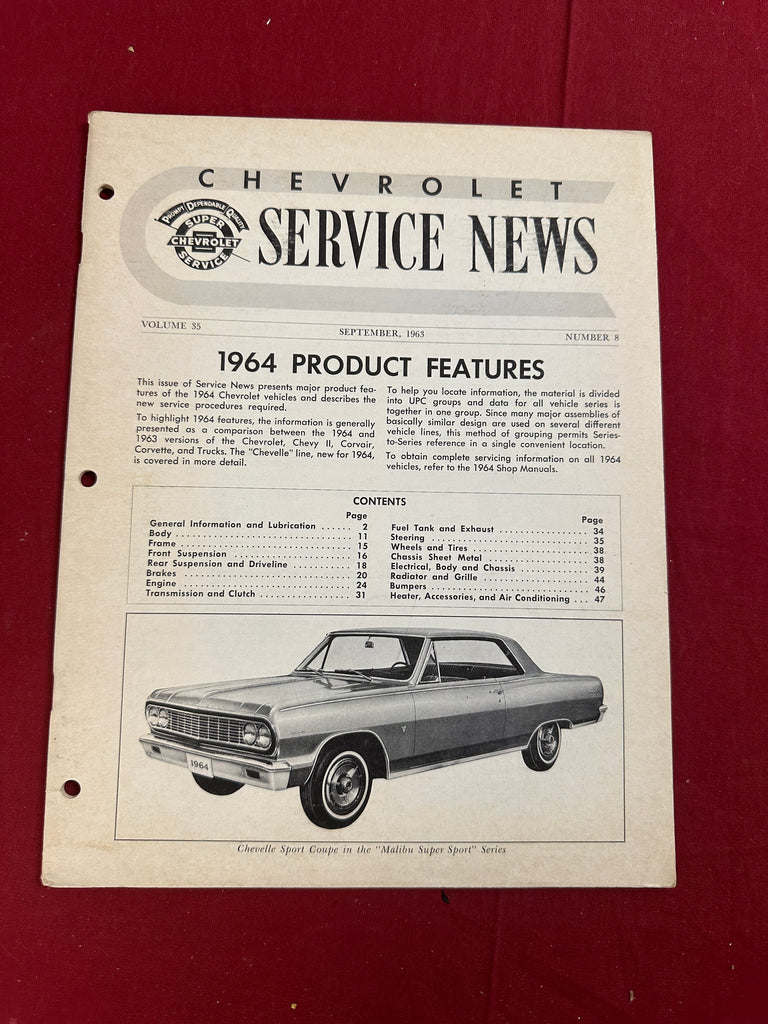 CHEVROLET
PROMPT DEPENDABLE QUALITY
SUPER
CHEVROLET
SERVICE
SERVICE NEWS
VOLUME 35
SEPTEMBER, 1963
NUMBER 8
1964 PRODUCT FEATURES
This issue of Service News presents major product fea-
tures of the 1964 Chevrolet vehicles and describes the
new service procedures required.
To highlight 1964 features, the information is generally
presented as a comparison between the 1964 and
1963 versions of the Chevrolet, Chevy II, Corvair,
Corvette, and Trucks. The "Chevelle" line, new for 1964,
is covered in more detail.
To help you locate information, the material is divided
into UPC groups and data for all vehicle series is
together in one group. Since many major assemblies of
basically similar design are used on several different
vehicle lines, this method of grouping permits Series-
to-Series reference in a single convenient location.
To obtain complete servicing information on all 1964
vehicles, refer to the 1964 Shop Manuals.
CONTENTS
Page
General Information and Lubrication ...... 2
Body .................................... 11
Frame ................................... 15
Front Suspension ........................ 16
Rear Suspension and Driveline ........... 18
Brakes .................................. 20
Engine .................................. 24
Transmission and Clutch ................. 31
Page
Fuel Tank and Exhaust ................... 34
Steering ................................ 35
Wheels and Tires ........................ 38
Chassis Sheet Metal ..................... 38
Electrical, Body and Chassis ............ 39
Radiator and Grille ..................... 44
Bumpers ................................. 46
Heater, Accessories, and Air Conditioning ... 47
1964
Chevelle Sport Coupe in the "Malibu Super Sport" Series